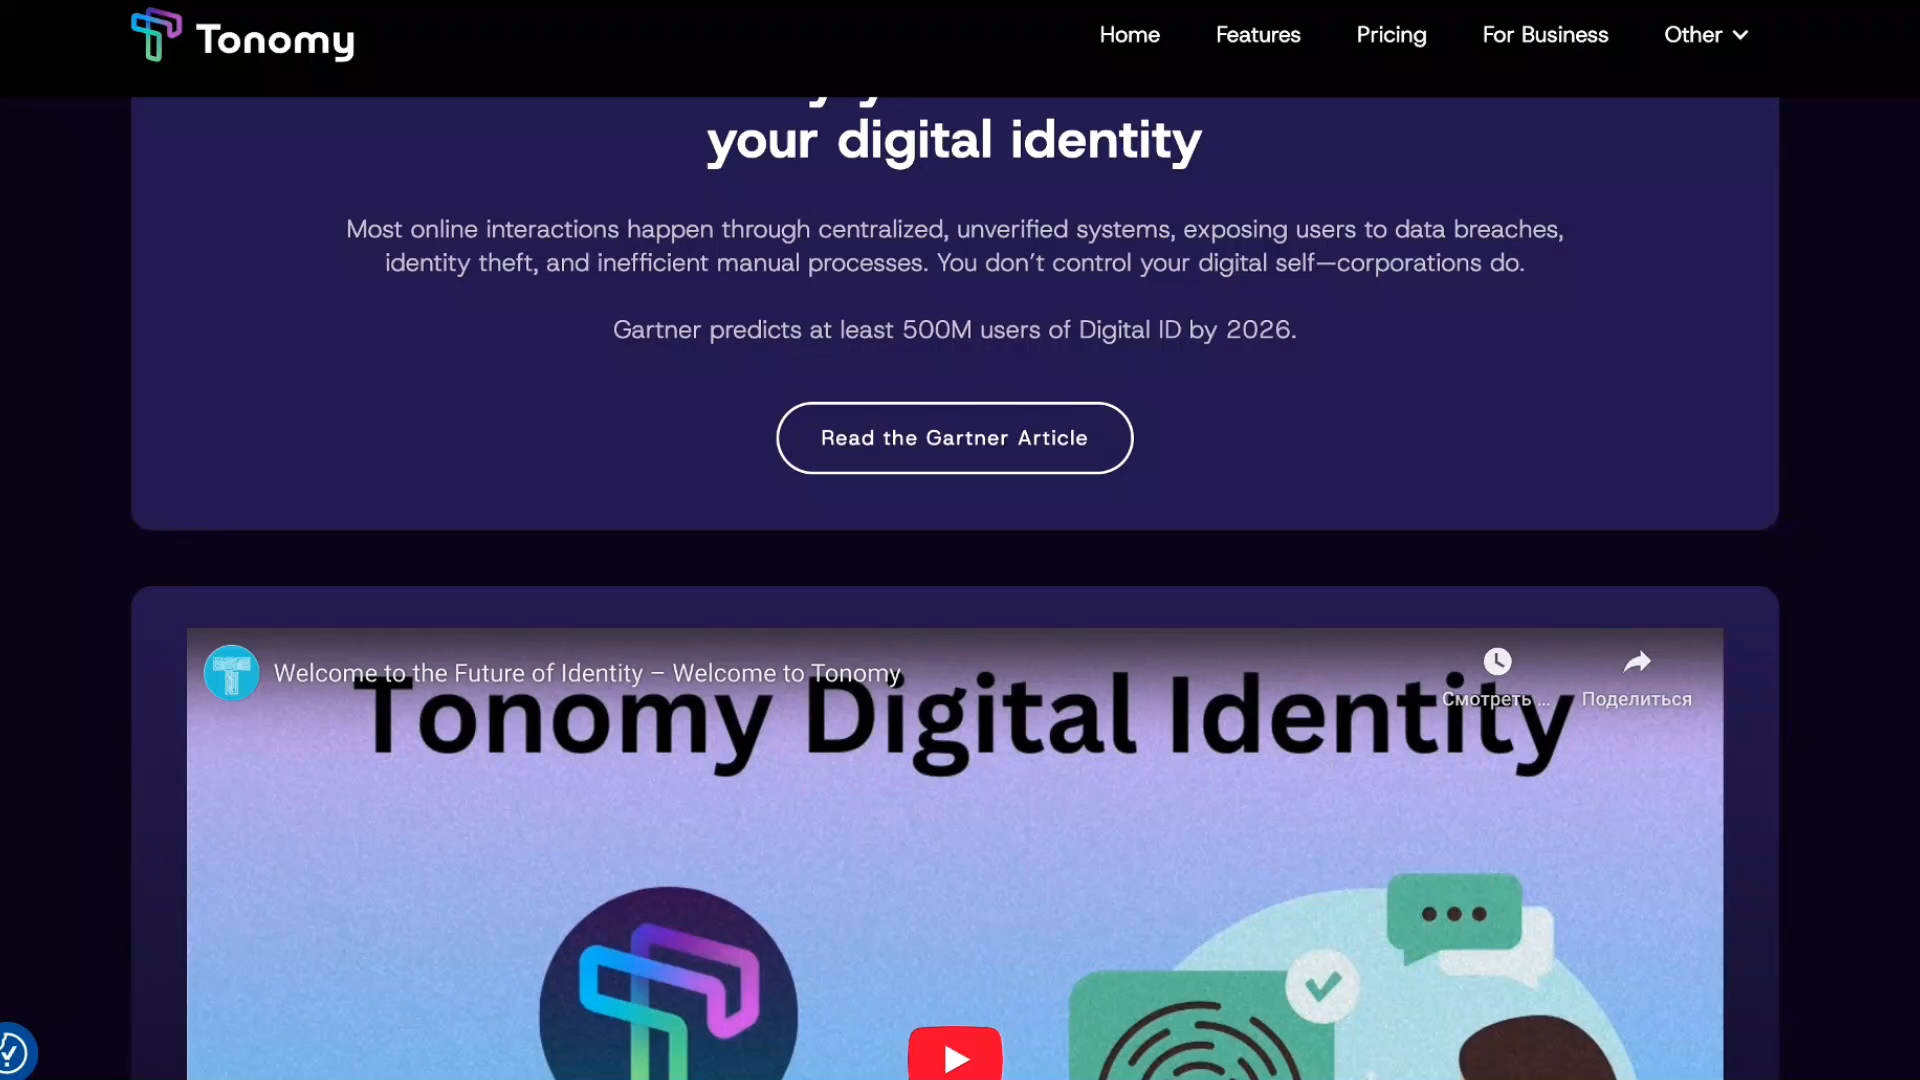 Tonomy
Home
Features
Pricing
For Business
Other
your digital identity
Most online interactions happen through centralized, unverified systems, exposing users to data breaches,
identity theft, and inefficient manual processes. You don’t control your digital self—corporations do.
Gartner predicts at least 500M users of Digital ID by 2026.
Read the Gartner Article
Welcome to the Future of Identity – Welcome to Tonomy
Смотреть ...
Поделиться
Tonomy Digital Identity